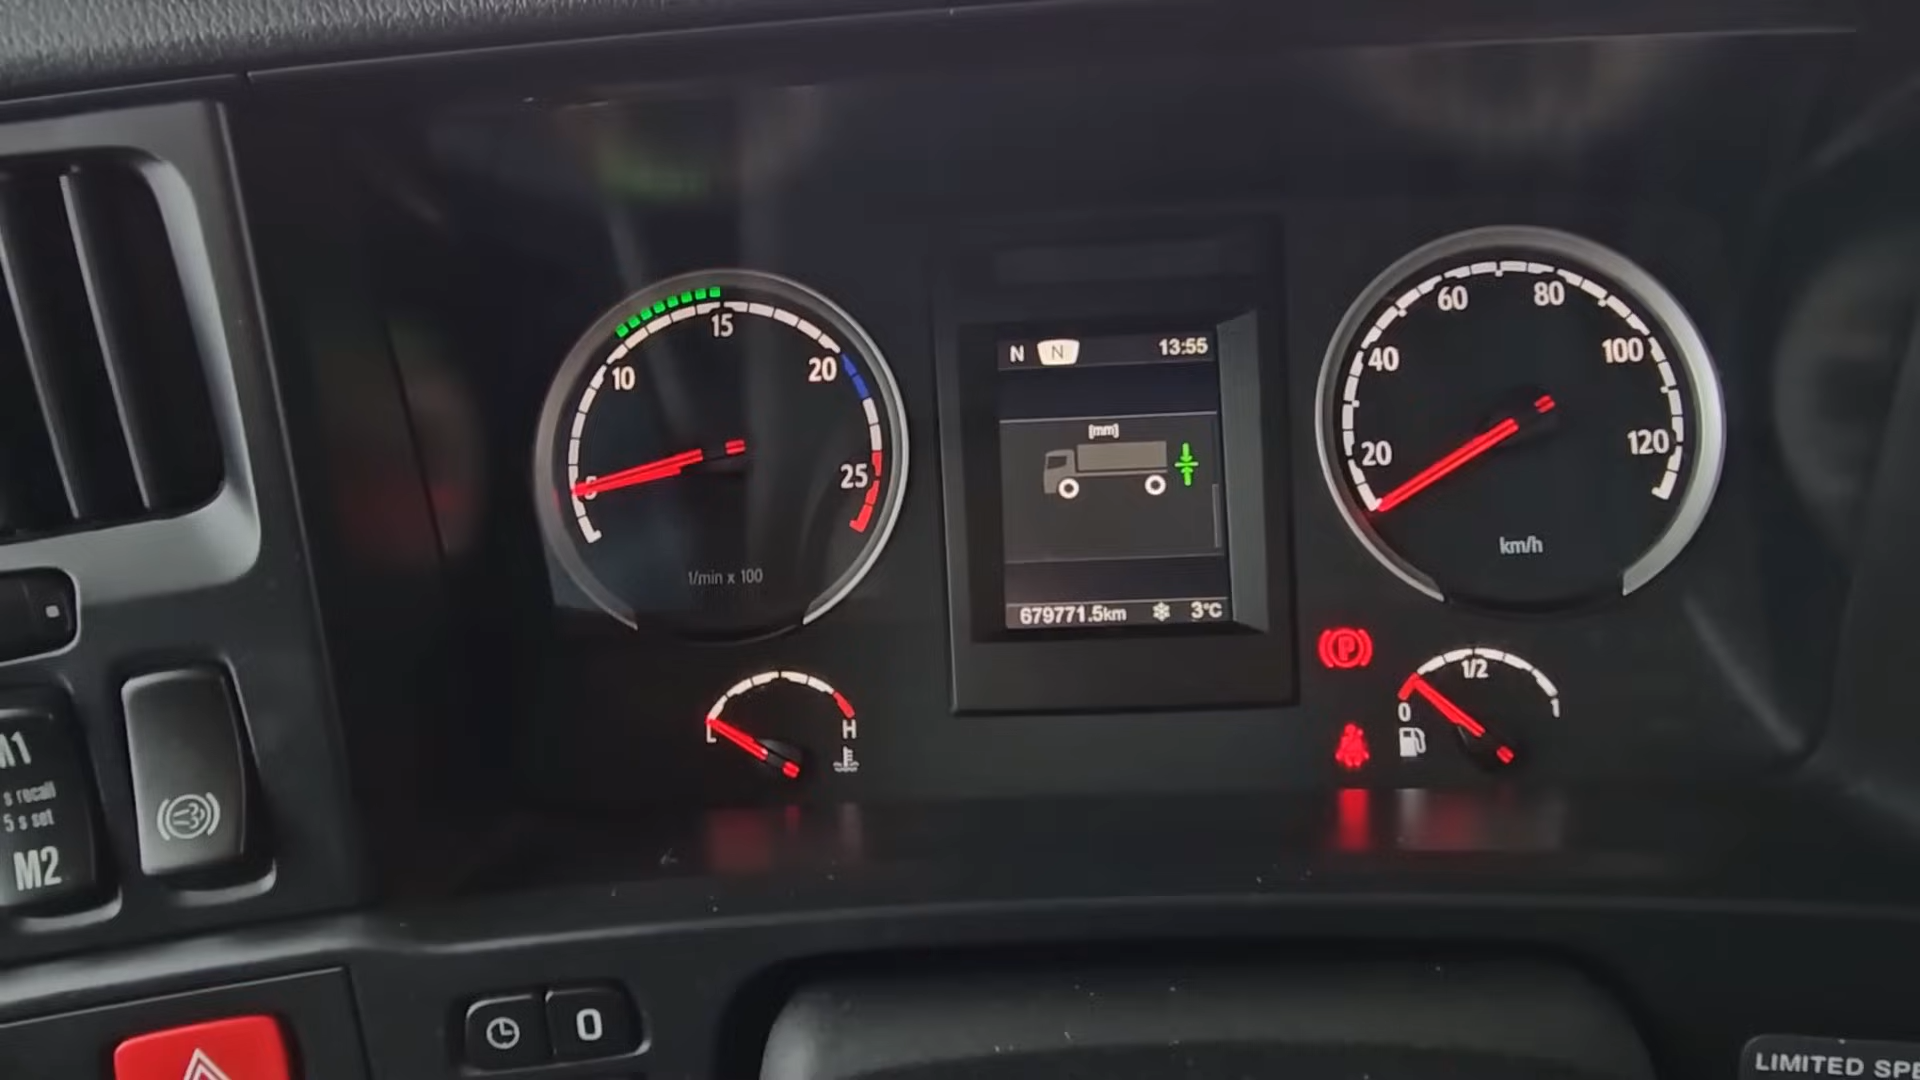 5
10
15
20
25
1/min x 100
N N 13:55
[mm]
679771.5km 3°C
20
40
60
80
100
120
km/h
L
H
P
0
1/2
1
M1
s recall
5 s set
M2
0
LIMITED SPE